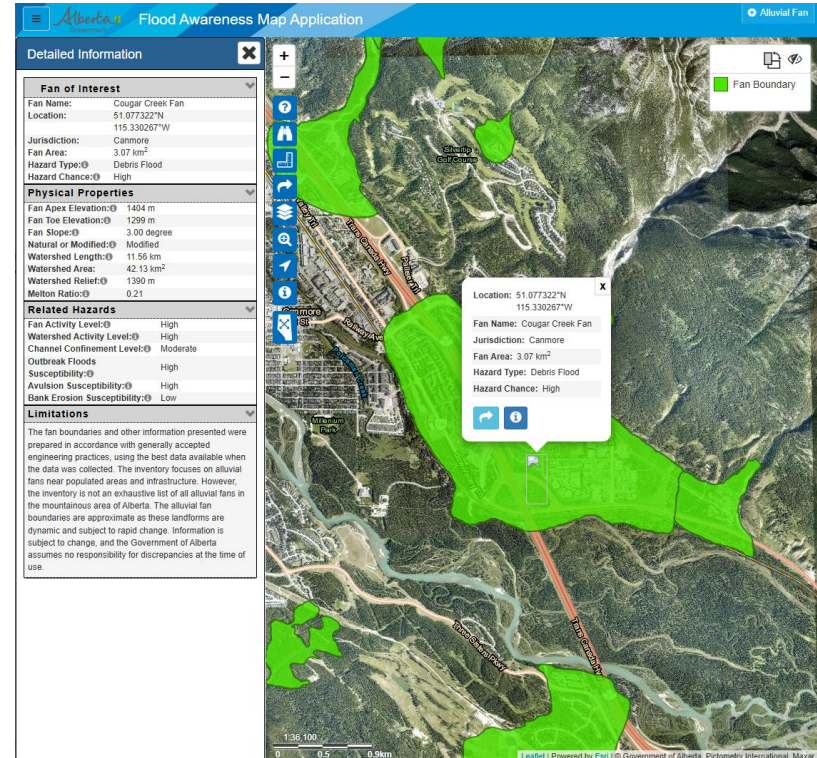 Alberta
Government
Flood Awareness Map Application
Alluvial Fan
Detailed Information
Fan of Interest
Fan Name: Cougar Creek Fan
Location: 51.077322°N
115.330267°W
Jurisdiction: Canmore
Fan Area: 3.07 km²
Hazard Type: Debris Flood
Hazard Chance: High
Physical Properties
Fan Apex Elevation: 1404 m
Fan Toe Elevation: 1299 m
Fan Slope: 3.00 degree
Natural or Modified: Modified
Watershed Length: 11.56 km
Watershed Area: 42.13 km²
Watershed Relief: 1390 m
Melton Ratio: 0.21
Related Hazards
Fan Activity Level: High
Watershed Activity Level: High
Channel Confinement Level: Moderate
Outbreak Floods
Susceptibility: High
Avulsion Susceptibility: High
Bank Erosion Susceptibility: Low
Limitations
The fan boundaries and other information presented were
prepared in accordance with generally accepted
engineering practices, using the best data available when
the data was collected. The inventory focuses on alluvial
fans near populated areas and infrastructure. However,
the inventory is not an exhaustive list of all alluvial fans in
the mountainous area of Alberta. The alluvial fan
boundaries are approximate as these landforms are
dynamic and subject to rapid change. Information is
subject to change, and the Government of Alberta
assumes no responsibility for discrepancies at the time of
use.
+
−
Fan Boundary
Silvertip
Golf Course
Valley Trl
Trans Canada Hwy
Palliser Trl
Canmore
St
Railway Ave
Creek
Millenium
Park
x
Location: 51.077322°N
115.330267°W
Fan Name: Cougar Creek Fan
Jurisdiction: Canmore
Fan Area: 3.07 km²
Hazard Type: Debris Flood
Hazard Chance: High
Trans Canada Hwy
Three Sisters Pkwy
1:36,100
0 0.5 0.9km
Leaflet | Powered by Esri | © Government of Alberta, Pictometry International, Maxar